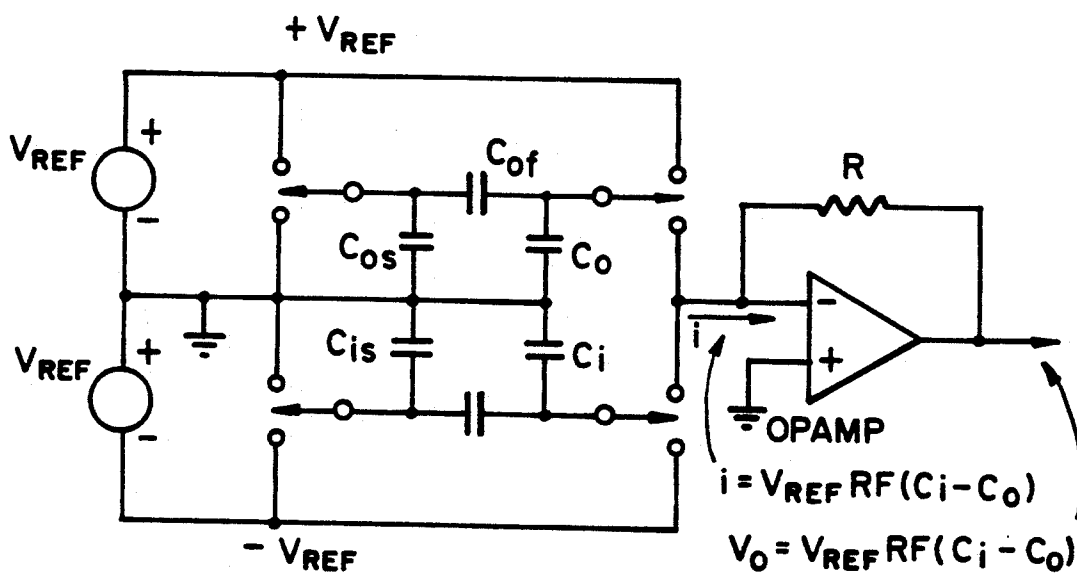 + VREF
VREF
+
-
Cof
R
Cos
Co
-
i
+
OPAMP
VREF
+
-
Cis
Ci
i = VREF RF(Ci-Co)
- VREF
Vo = VREF RF(Ci - Co)